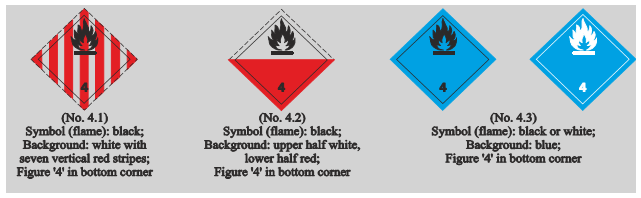 4
4
4
4
(No. 4.1)
Symbol (flame): black;
Background: white with
seven vertical red stripes;
Figure '4' in bottom corner
(No. 4.2)
Symbol (flame): black;
Background: upper half white,
lower half red;
Figure '4' in bottom corner
(No. 4.3)
Symbol (flame): black or white;
Background: blue;
Figure '4' in bottom corner